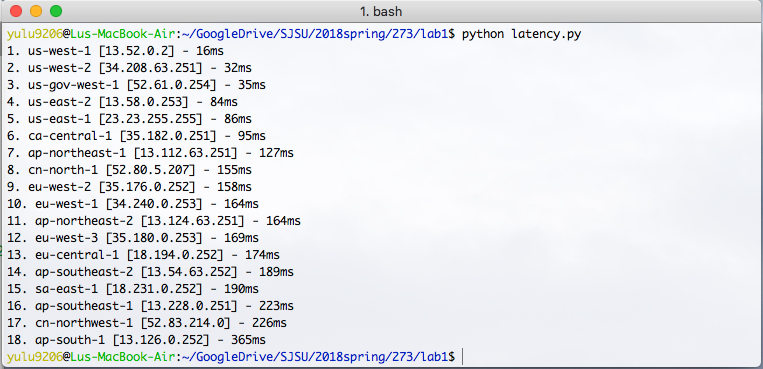 1. bash
yulu9206@Lus-MacBook-Air:~/GoogleDrive/SJSU/2018spring/273/lab1$ python latency.py
1. us-west-1 [13.52.0.2] - 16ms
2. us-west-2 [34.208.63.251] - 32ms
3. us-gov-west-1 [52.61.0.254] - 35ms
4. us-east-2 [13.58.0.253] - 84ms
5. us-east-1 [23.23.255.255] - 86ms
6. ca-central-1 [35.182.0.251] - 95ms
7. ap-northeast-1 [13.112.63.251] - 127ms
8. cn-north-1 [52.80.5.207] - 155ms
9. eu-west-2 [35.176.0.252] - 158ms
10. eu-west-1 [34.240.0.253] - 164ms
11. ap-northeast-2 [13.124.63.251] - 164ms
12. eu-west-3 [35.180.0.253] - 169ms
13. eu-central-1 [18.194.0.252] - 174ms
14. ap-southeast-2 [13.54.63.252] - 189ms
15. sa-east-1 [18.231.0.252] - 190ms
16. ap-southeast-1 [13.228.0.251] - 223ms
17. cn-northwest-1 [52.83.214.0] - 226ms
18. ap-south-1 [13.126.0.252] - 365ms
yulu9206@Lus-MacBook-Air:~/GoogleDrive/SJSU/2018spring/273/lab1$